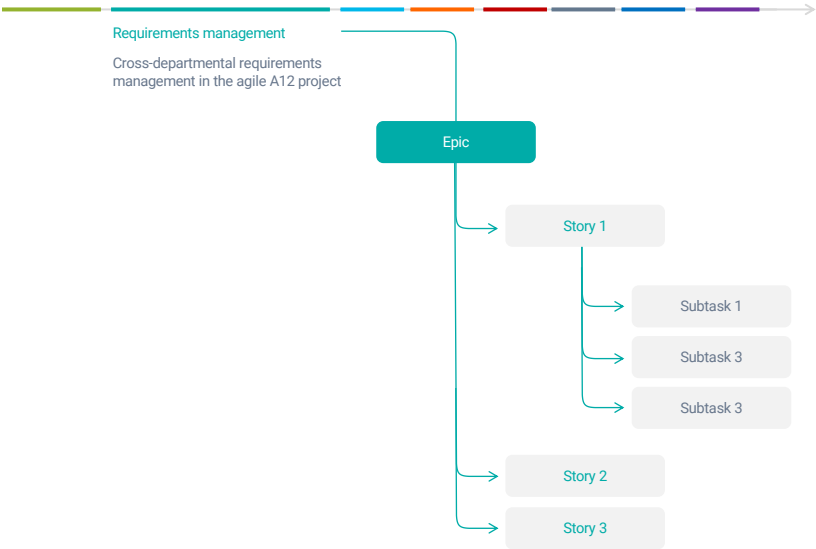 Requirements management
Cross-departmental requirements
management in the agile A12 project
Epic
Story 1
Subtask 1
Subtask 3
Subtask 3
Story 2
Story 3